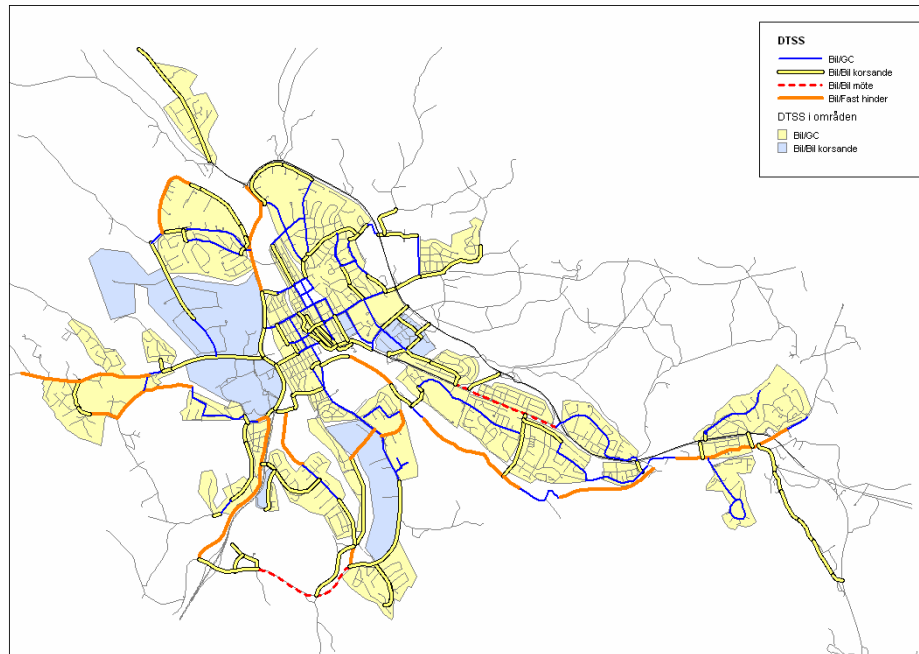 DTSS
Bil/GC
Bil/Bil korsande
Bil/Bil möte
Bil/Fast hinder
DTSS i områden
Bil/GC
Bil/Bil korsande